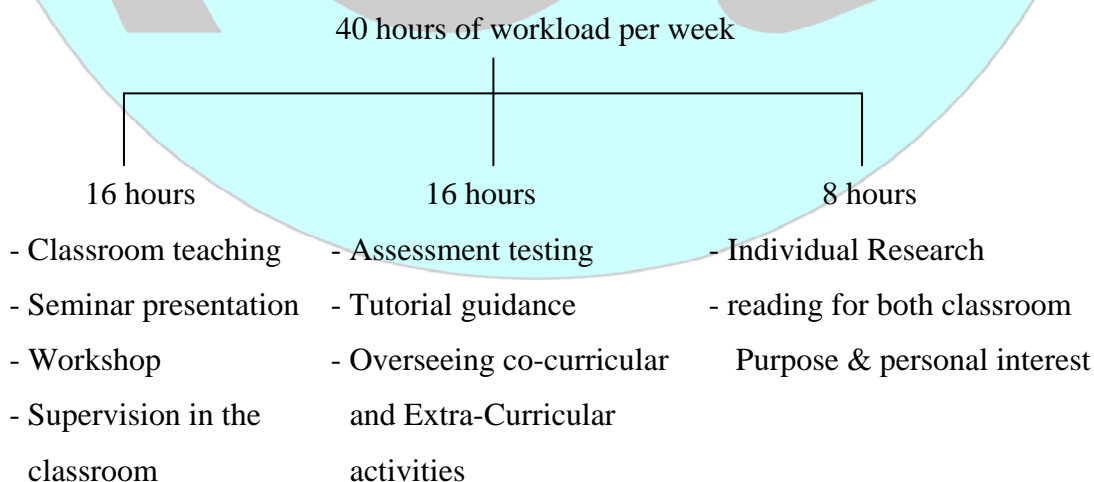 40 hours of workload per week
16 hours
16 hours
8 hours
- Classroom teaching
- Seminar presentation
- Workshop
- Supervision in the
classroom
- Assessment testing
- Tutorial guidance
- Overseeing co-curricular
and Extra-Curricular
activities
- Individual Research
- reading for both classroom
Purpose & personal interest